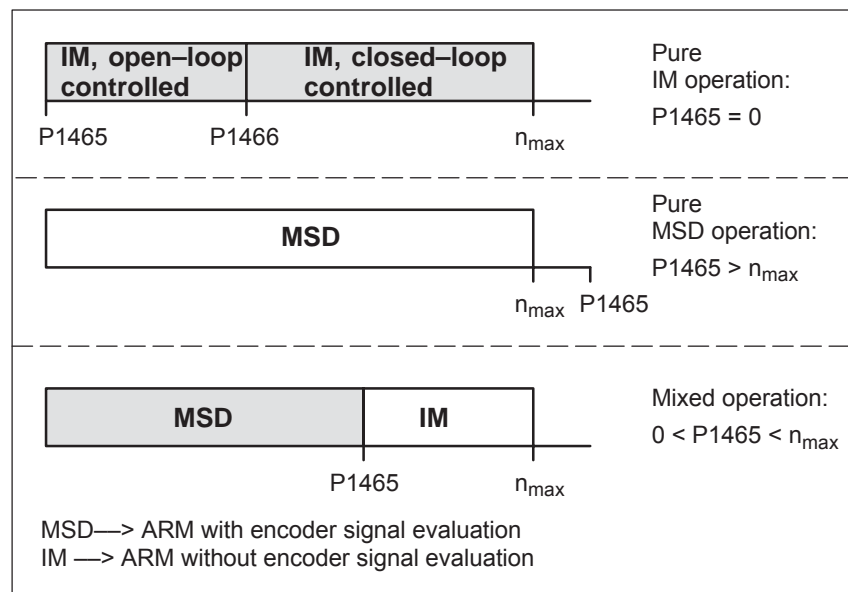 IM, open–loop controlled
IM, closed–loop controlled
P1465
P1466
nmax
Pure
IM operation:
P1465 = 0
MSD
nmax
P1465
Pure
MSD operation:
P1465 > nmax
MSD
IM
P1465
nmax
Mixed operation:
0 < P1465 < nmax
MSD––> ARM with encoder signal evaluation
IM ––> ARM without encoder signal evaluation